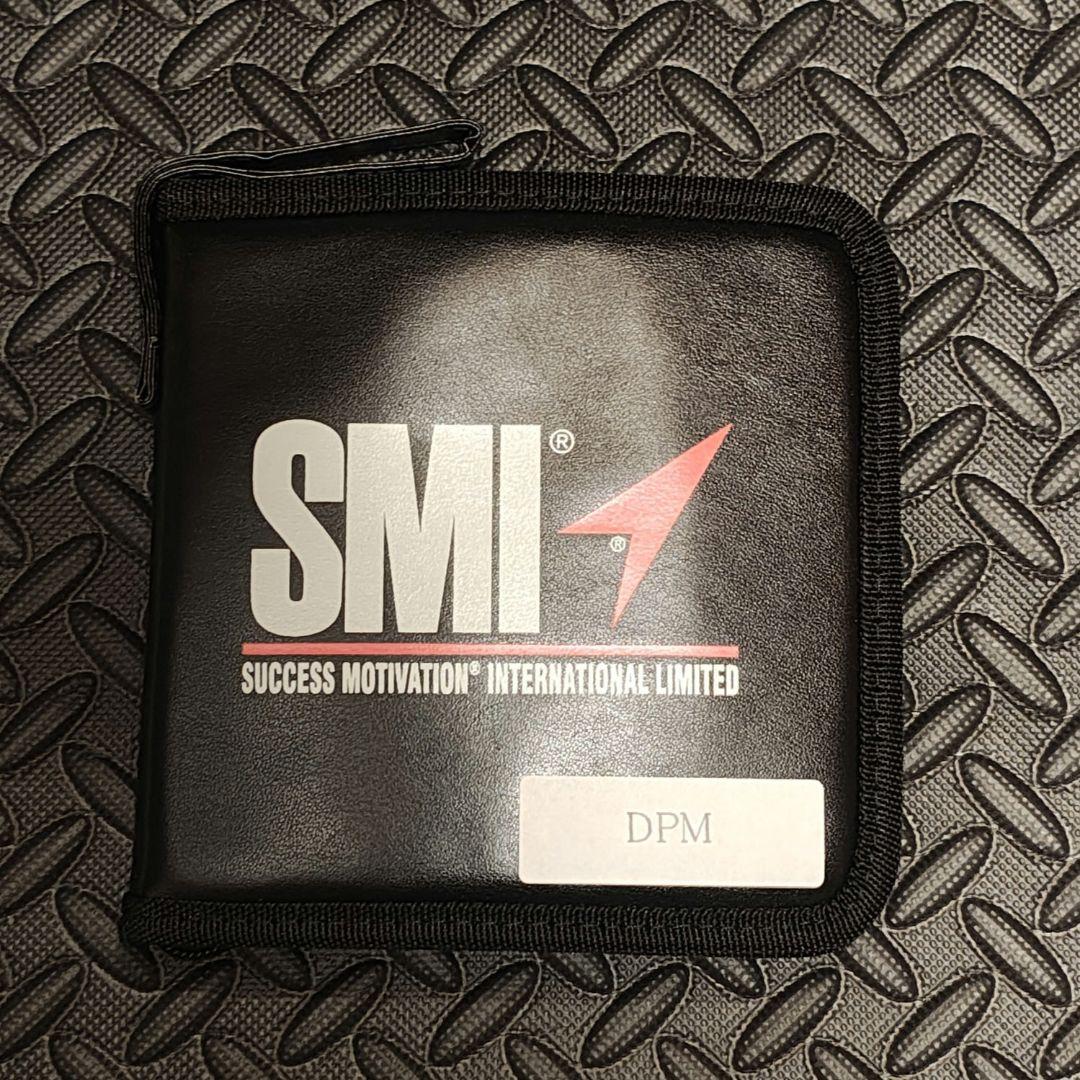 SMI®
®
SUCCESS MOTIVATION® INTERNATIONAL LIMITED
DPM